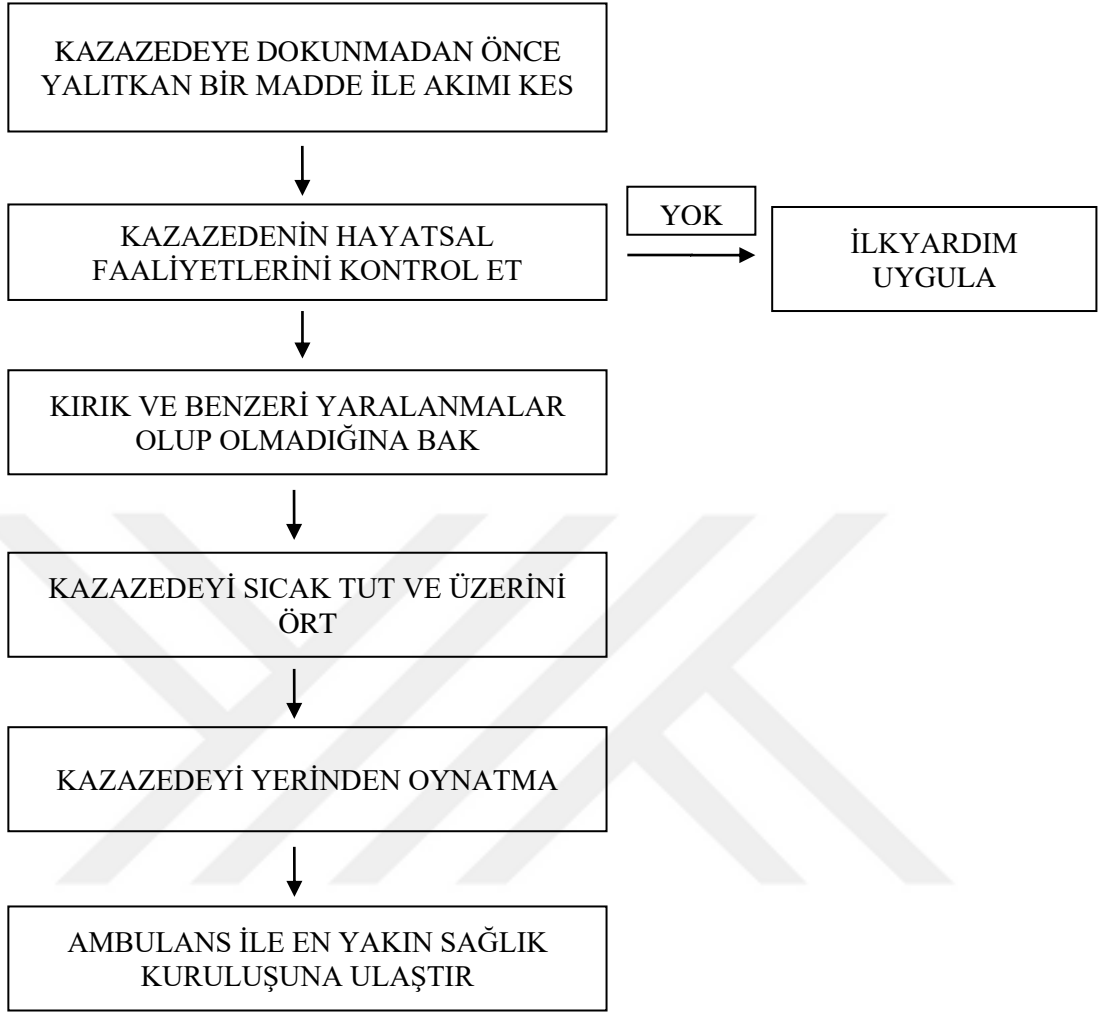 KAZAZEDEYE DOKUNMADAN ÖNCE
YALITKAN BİR MADDE İLE AKIMI KES
KAZAZEDENİN HAYATSAL
FAALİYETLERİNİ KONTROL ET
YOK
İLKYARDIM
UYGULA
KIRIK VE BENZERİ YARALANMALAR
OLUP OLMADIĞINA BAK
KAZAZEDEYİ SICAK TUT VE ÜZERİNİ
ÖRT
KAZAZEDEYİ YERİNDEN OYNATMA
AMBULANS İLE EN YAKIN SAĞLIK
KURULUŞUNA ULAŞTIR